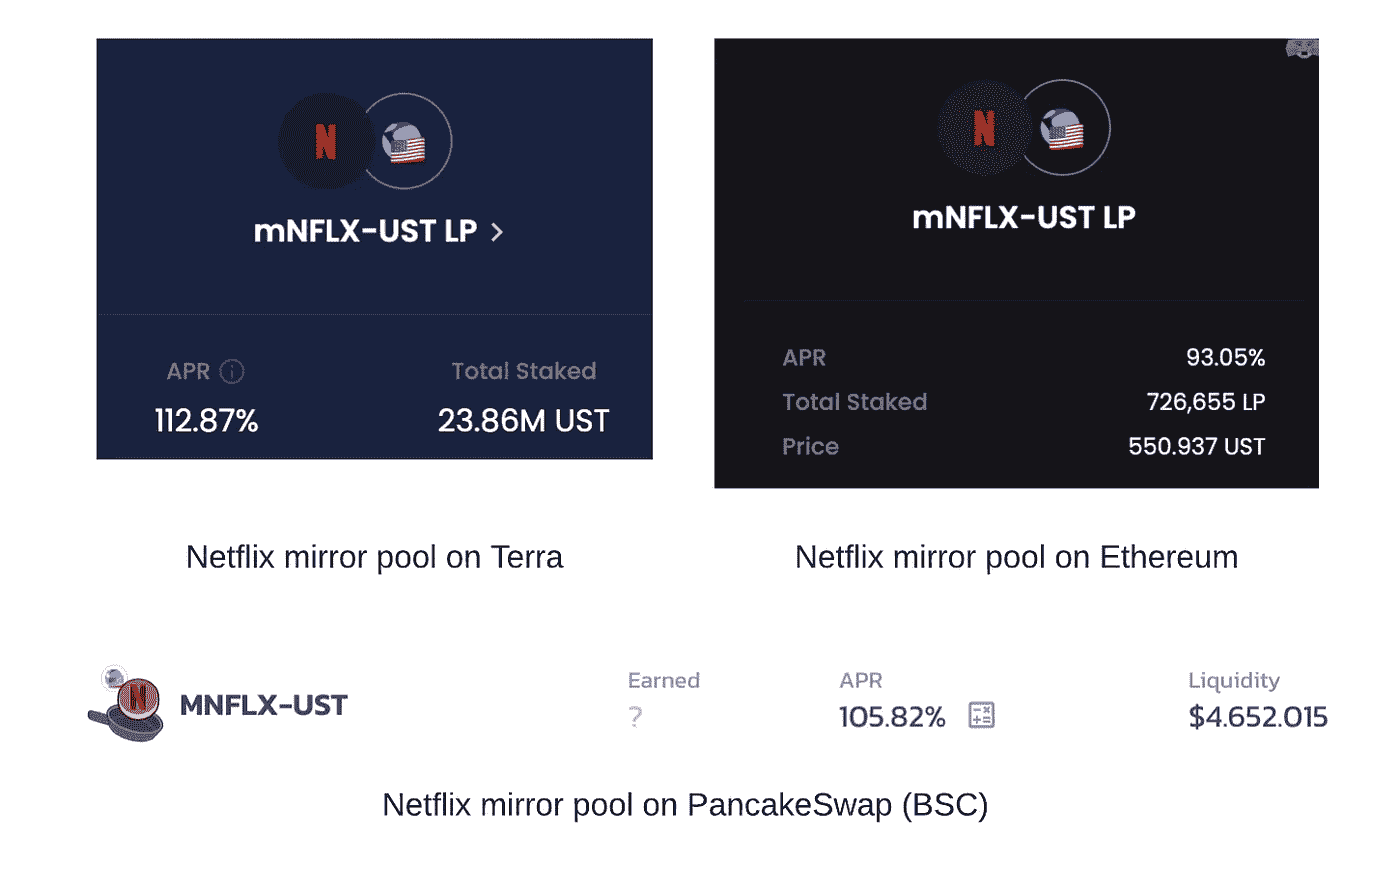 N
N
mNFLX-UST LP >
mNFLX-UST LP
APR
Total Staked
112.87%
23.86M UST
APR
93.05%
Total Staked
726,655 LP
Price
550.937 UST
Netflix mirror pool on Terra
Netflix mirror pool on Ethereum
N
MNFLX-UST
Earned
?
APR
105.82%
Liquidity
$4.652.015
Netflix mirror pool on PancakeSwap (BSC)